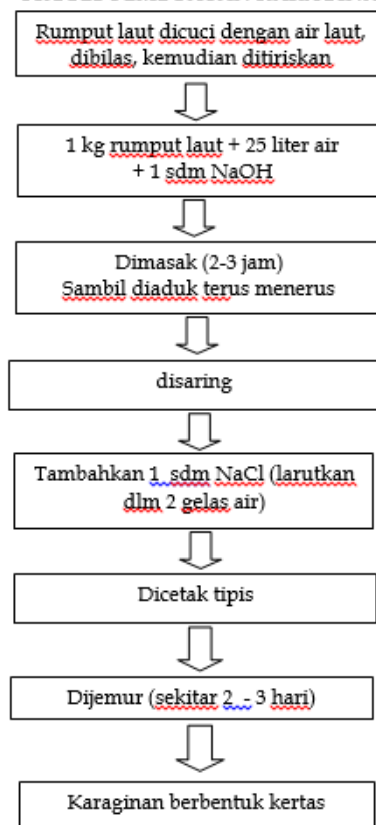 Rumput laut dicuci dengan air laut,
dibilas, kemudian ditiriskan
1 kg rumput laut + 25 liter air
+ 1 sdm NaOH
Dimasak (2-3 jam)
Sambil diaduk terus menerus
disaring
Tambahkan 1 sdm NaCl (larutkan
dlm 2 gelas air)
Dicetak tipis
Dijemur (sekitar 2 - 3 hari)
Karaginan berbentuk kertas